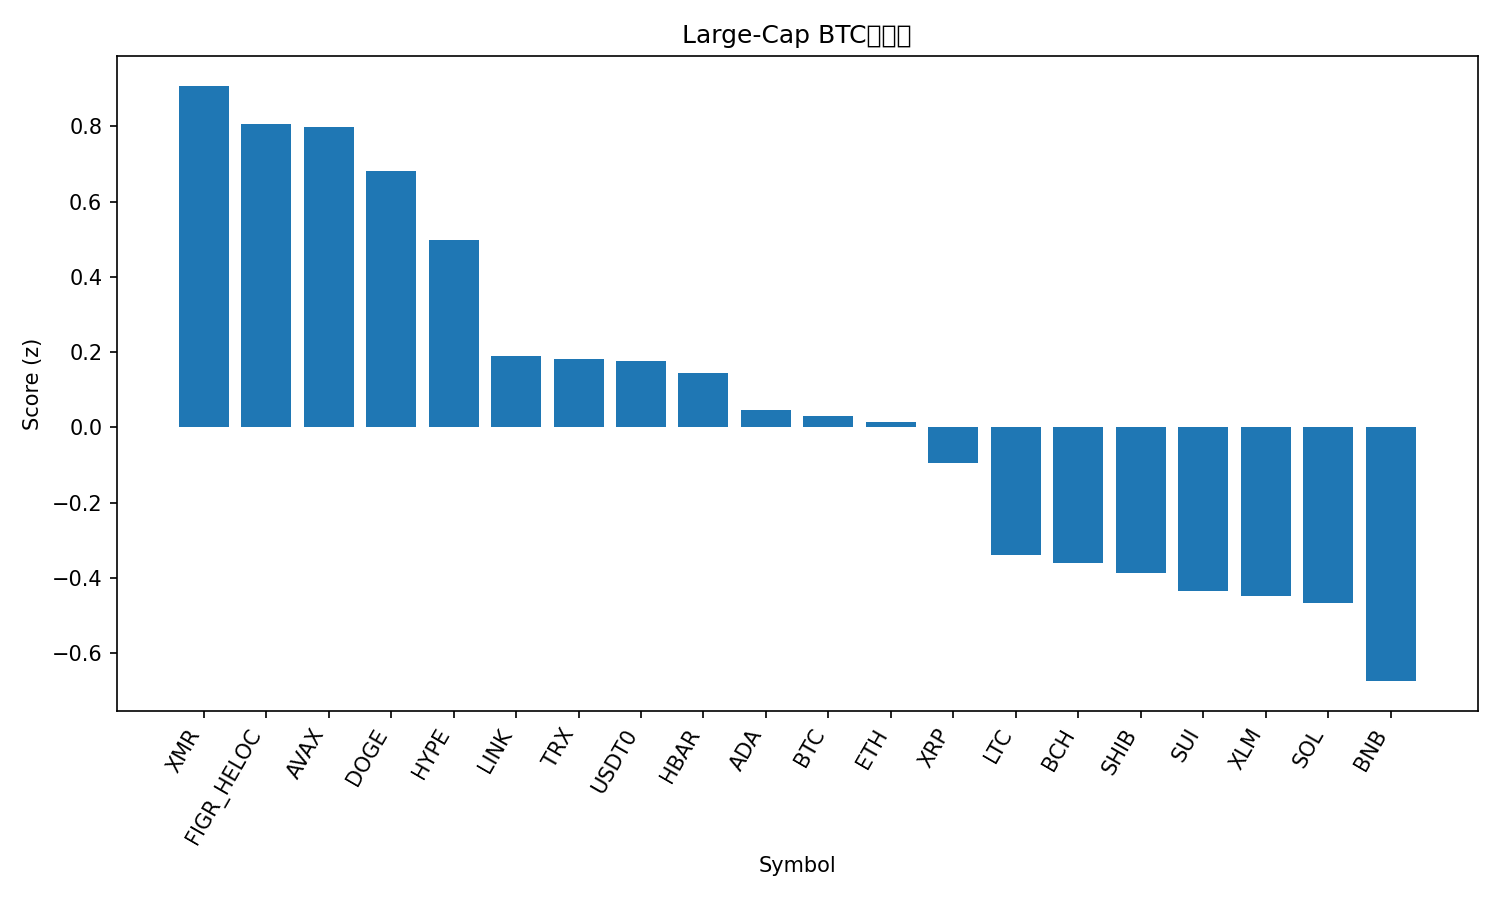 Large-Cap BTC
Score (z)
0.8
0.6
0.4
0.2
0.0
−0.2
−0.4
−0.6
XMR
FIGR_HELOC
AVAX
DOGE
HYPE
LINK
TRX
USDT0
HBAR
ADA
BTC
ETH
XRP
LTC
BCH
SHIB
SUI
XLM
SOL
BNB
Symbol